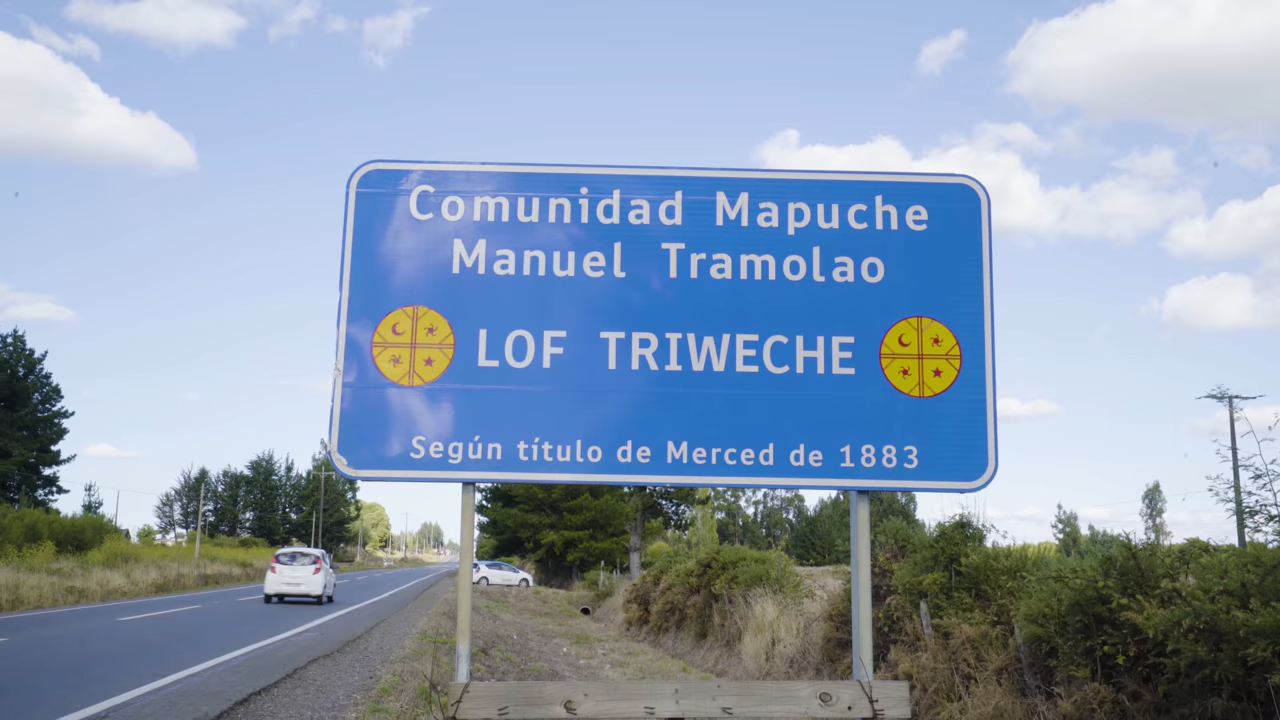 Comunidad Mapuche
Manuel Tramolao
LOF TRIWECHE
Según título de Merced de 1883